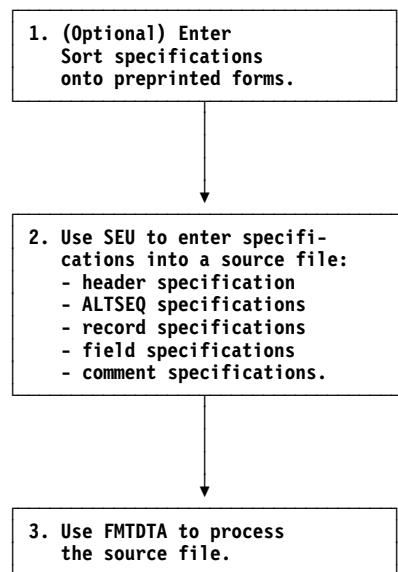 1. (Optional) Enter
Sort specifications
onto preprinted forms.
2. Use SEU to enter specifi-
cations into a source file:
- header specification
- ALTSEQ specifications
- record specifications
- field specifications
- comment specifications.
3. Use FMTDTA to process
the source file.